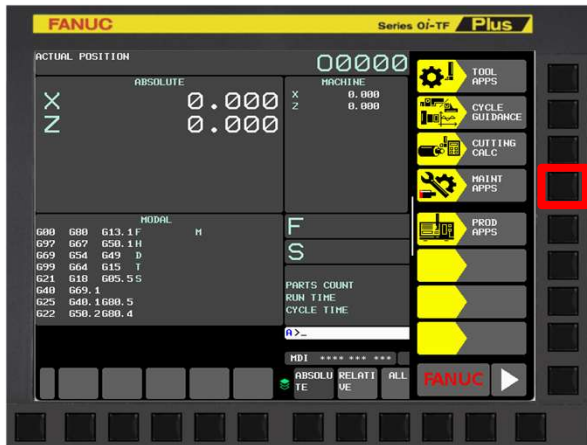 FANUC
Series 0i-TF Plus
ACTUAL POSITION
O0000
ABSOLUTE
X 0.000
Z 0.000
MACHINE
X 0.000
Z 0.000
MODAL
G00 G80 G13.1 F M
G97 G67 G50.1 H
G69 G54 G49 D
G99 G64 G15 T
G21 G18 G05.5 S
G40 G69.1
G25 G40.1 G80.5
G22 G50.2 G80.4
F
S
PARTS COUNT
RUN TIME
CYCLE TIME
A>_
MDI **** *** ***
ABSOLU
TE
RELATI
VE
ALL
TOOL
APPS
CYCLE
GUIDANCE
CUTTING
CALC
MAINT
APPS
PROD
APPS
FANUC